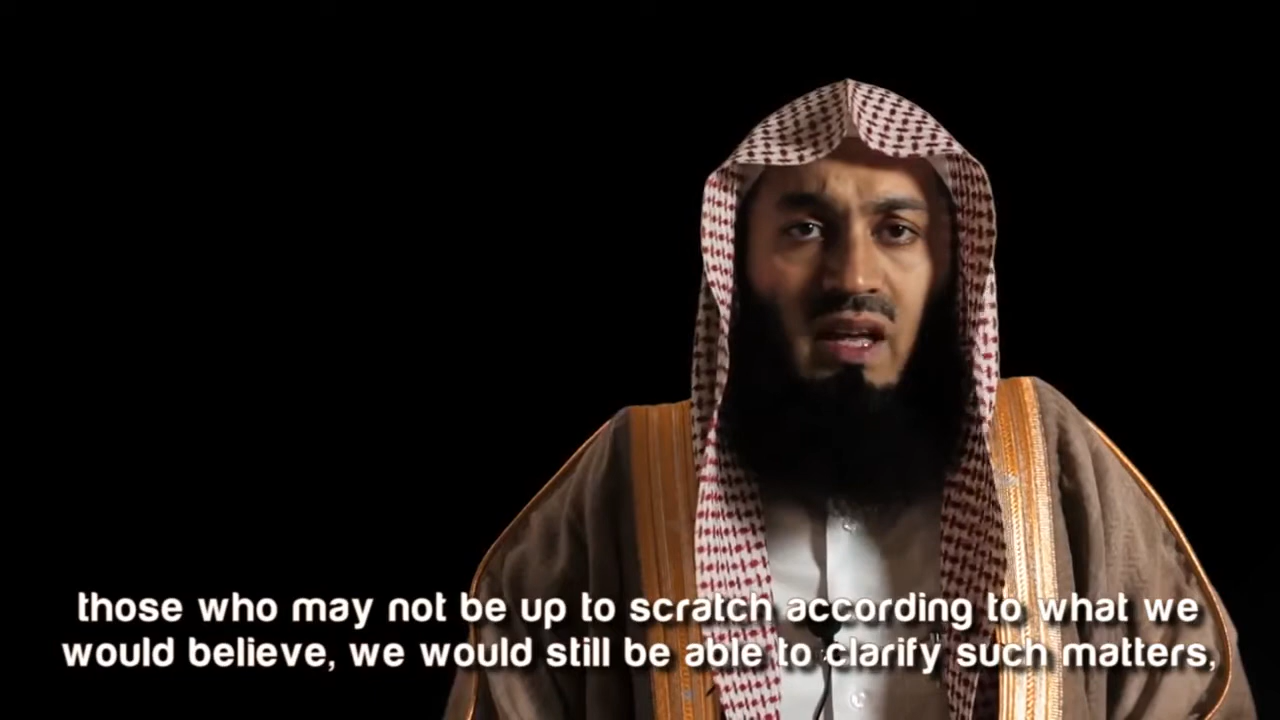 those who may not be up to scratch according to what we
would believe, we would still be able to clarify such matters,